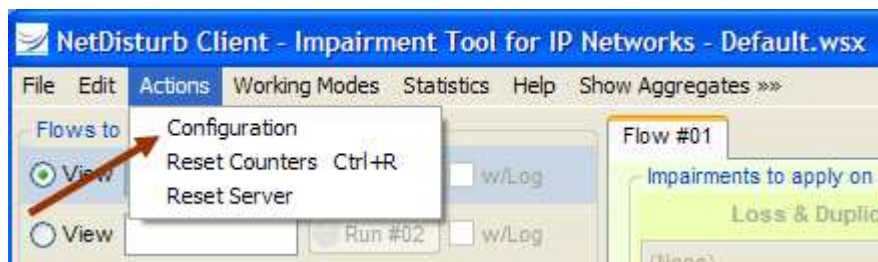 NetDisturb Client - Impairment Tool for IP Networks - Default.wsx
File Edit Actions Working Modes Statistics Help Show Aggregates »»
Flows to
Configuration
Reset Counters Ctrl+R
Reset Server
Flow #01
View
w/Log
Impairments to apply on
Loss &
View
Run #02
w/Log
(None)